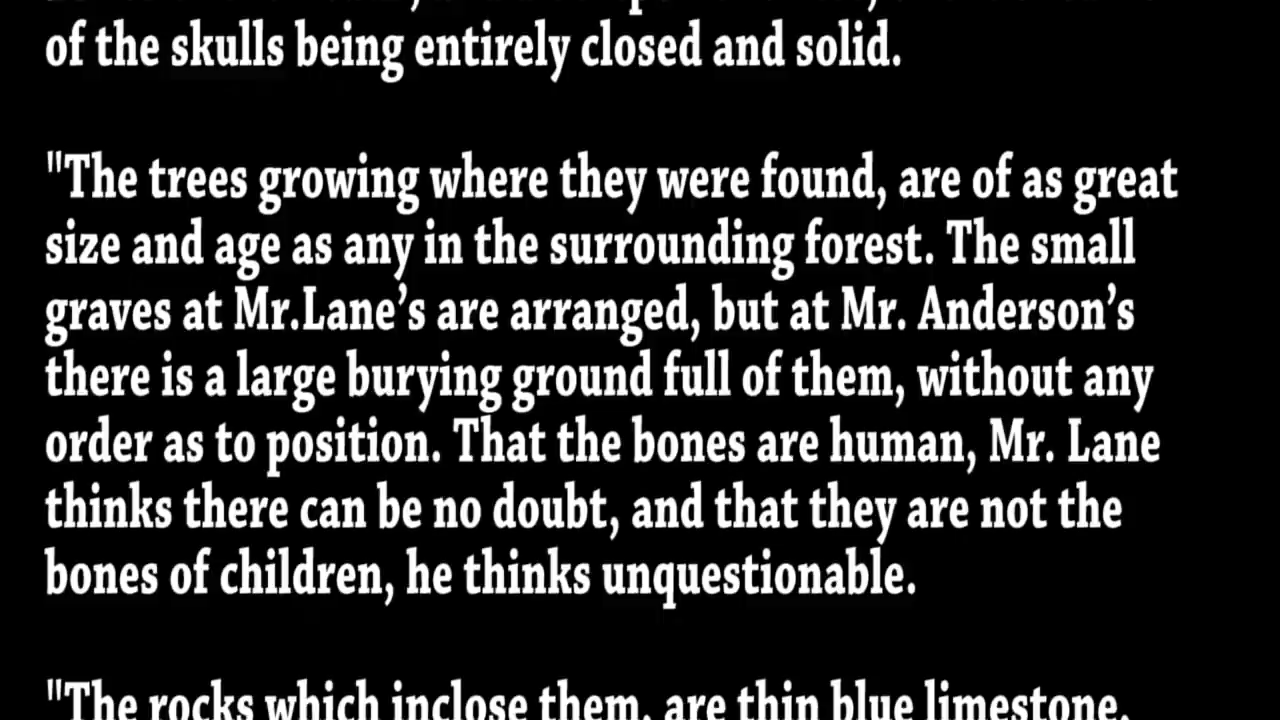 of the skulls being entirely closed and solid.
"The trees growing where they were found, are of as great
size and age as any in the surrounding forest. The small
graves at Mr.Lane’s are arranged, but at Mr. Anderson’s
there is a large burying ground full of them, without any
order as to position. That the bones are human, Mr. Lane
thinks there can be no doubt, and that they are not the
bones of children, he thinks unquestionable.
"The rocks which inclose them, are thin blue limestone,